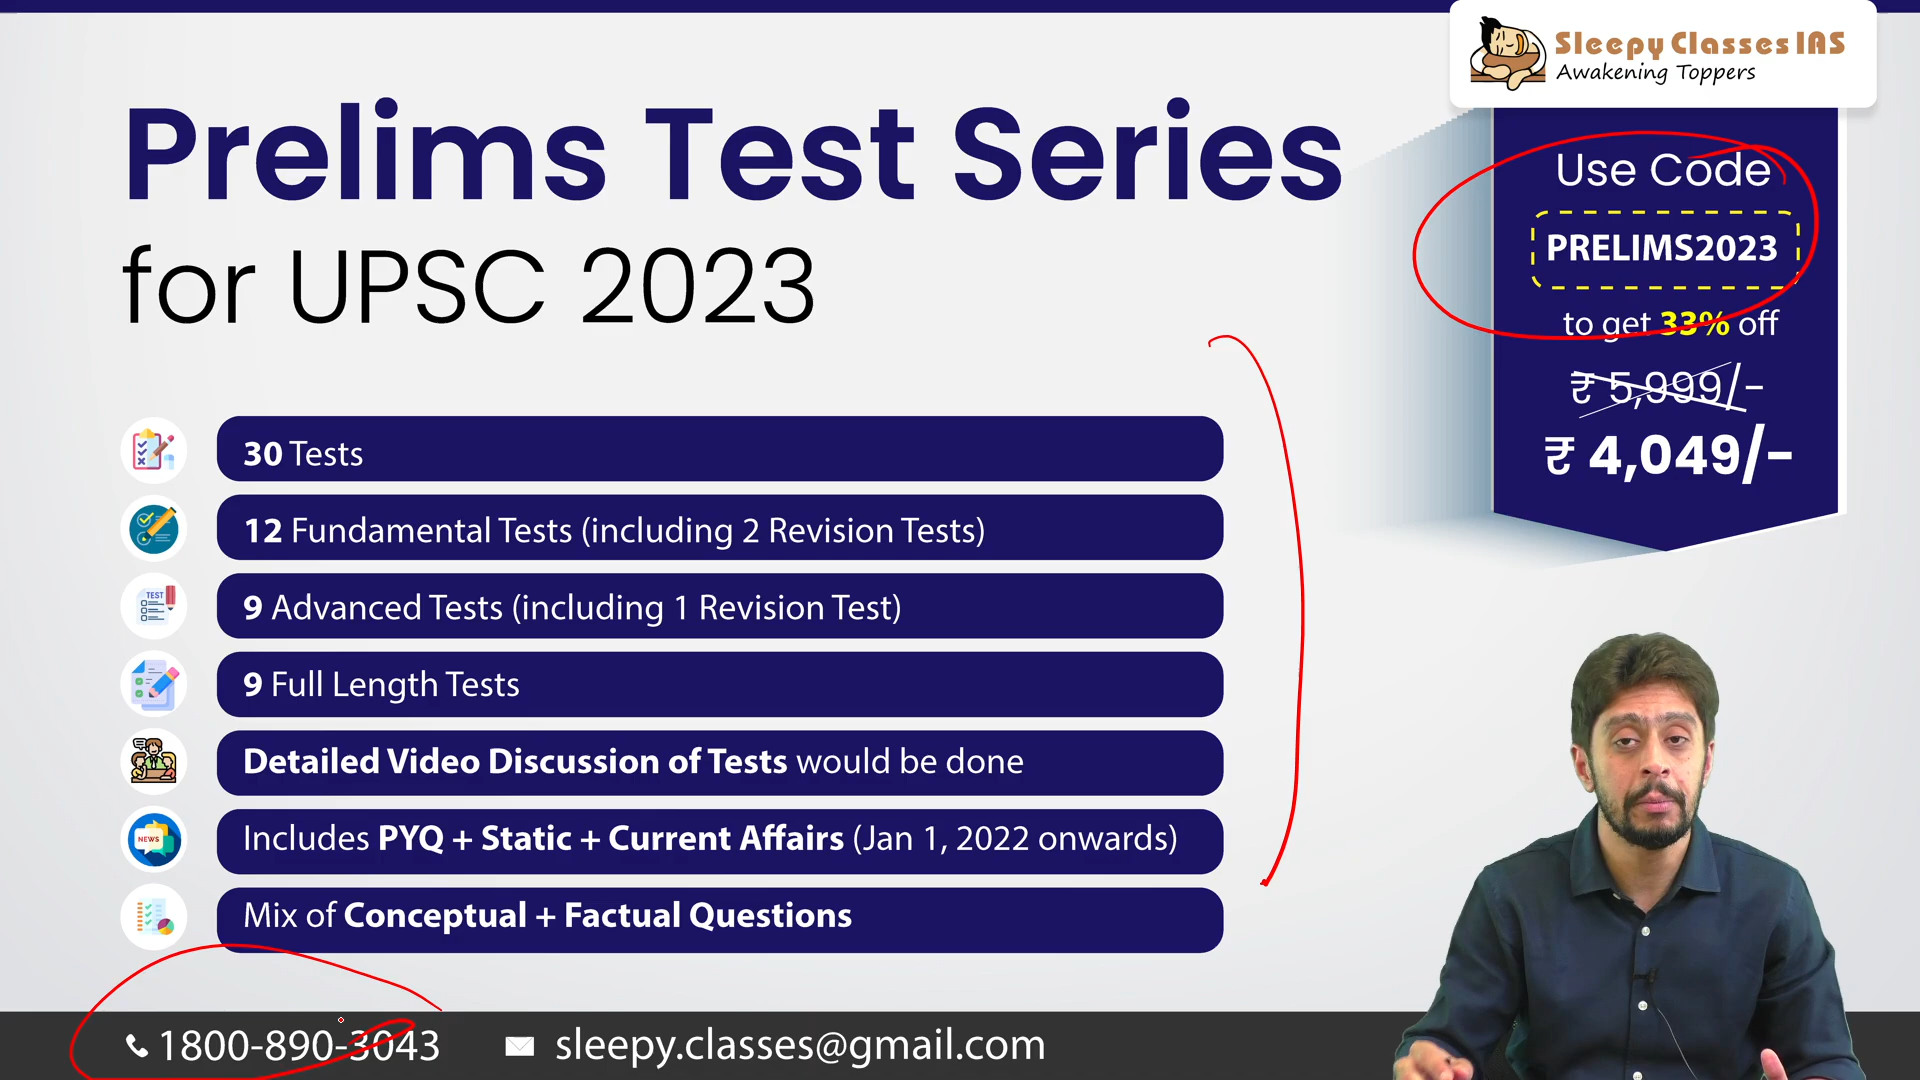 Sleepy Classes IAS
Awakening Toppers
Prelims Test Series
for UPSC 2023
Use Code
PRELIMS2023
to get 33% off
₹ 5,999/-
₹ 4,049/-
30 Tests
12 Fundamental Tests (including 2 Revision Tests)
TEST
9 Advanced Tests (including 1 Revision Test)
9 Full Length Tests
Detailed Video Discussion of Tests would be done
NEWS
Includes PYQ + Static + Current Affairs (Jan 1, 2022 onwards)
Mix of Conceptual + Factual Questions
1800-890-3043
sleepy.classes@gmail.com